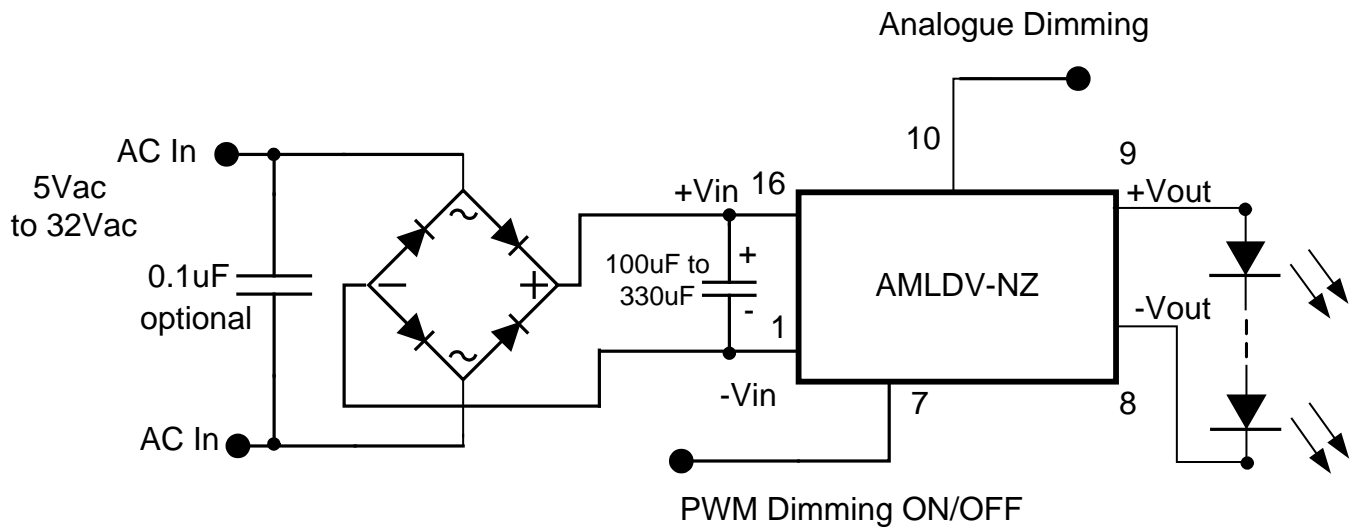 Analogue Dimming
10
9
AC In
5Vac
to 32Vac
0.1uF
optional
AC In
+Vin
16
100uF to
330uF
+
-
1
-Vin
AMLDV-NZ
+Vout
-Vout
7
8
PWM Dimming ON/OFF
~
-
+
~